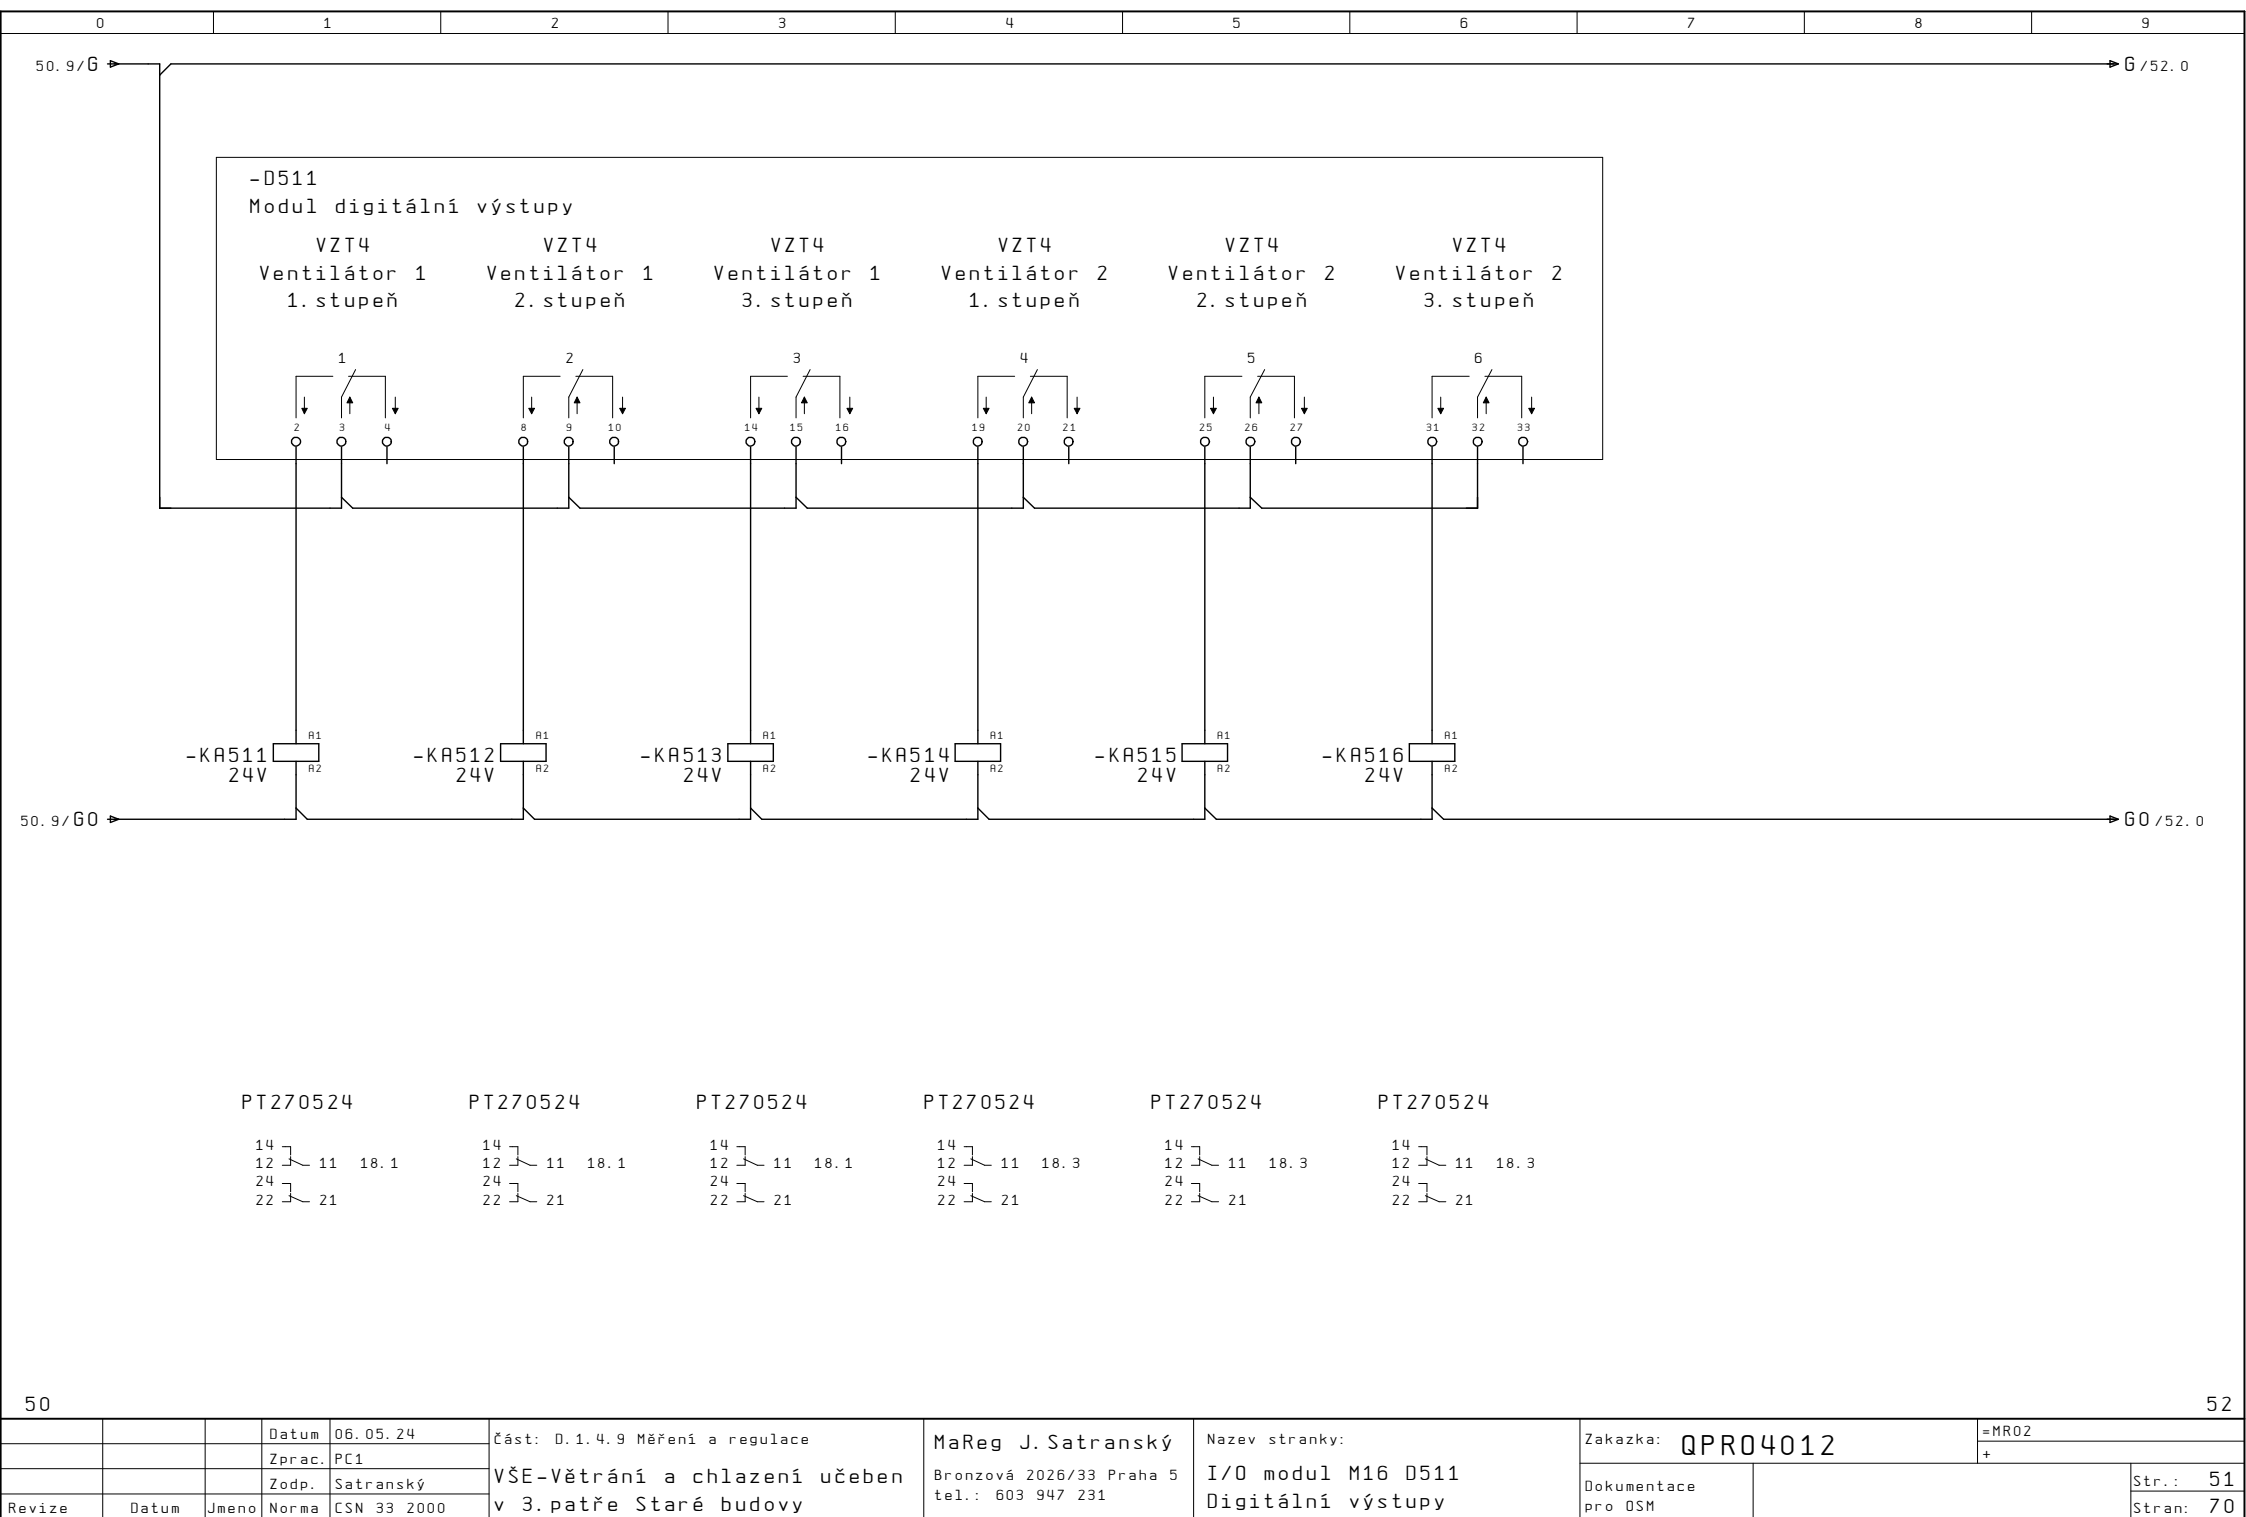 0 1 2 3 4 5 6 7 8 9
50.9/G G/52.0
-D511
Modul digitální výstupy
VZT4 VZT4 VZT4 VZT4 VZT4 VZT4
Ventilátor 1 Ventilátor 1 Ventilátor 1 Ventilátor 2 Ventilátor 2 Ventilátor 2
1.stupeň 2.stupeň 3.stupeň 1.stupeň 2.stupeň 3.stupeň
1 2 3 4 5 6
2 3 4 8 9 10 14 15 16 19 20 21 25 26 27 31 32 33
A1 A1 A1 A1 A1 A1
-KA511 -KA512 -KA513 -KA514 -KA515 -KA516
A2 A2 A2 A2 A2 A2
24V 24V 24V 24V 24V 24V
50.9/G0 G0/52.0
PT270524 PT270524 PT270524 PT270524 PT270524 PT270524
14 14 14 14 14 14
12 11 18.1 12 11 18.1 12 11 18.1 12 11 18.3 12 11 18.3 12 11 18.3
24 24 24 24 24 24
22 21 22 21 22 21 22 21 22 21 22 21
50 52
Datum 06.05.24
Zprac. PC1
Zodp. Satranský
Revize Datum Jmeno Norma CSN 33 2000
část: D.1.4.9 Měření a regulace
VŠE-Větrání a chlazení učeben
v 3.patře Staré budovy
MaReg J.Satranský
Bronzová 2026/33 Praha 5
tel.: 603 947 231
Nazev stranky:
I/O modul M16 D511
Digitální výstupy
Zakazka: QPR04012
Dokumentace
pro OSM
=MR02
+
Str.: 51
Stran: 70